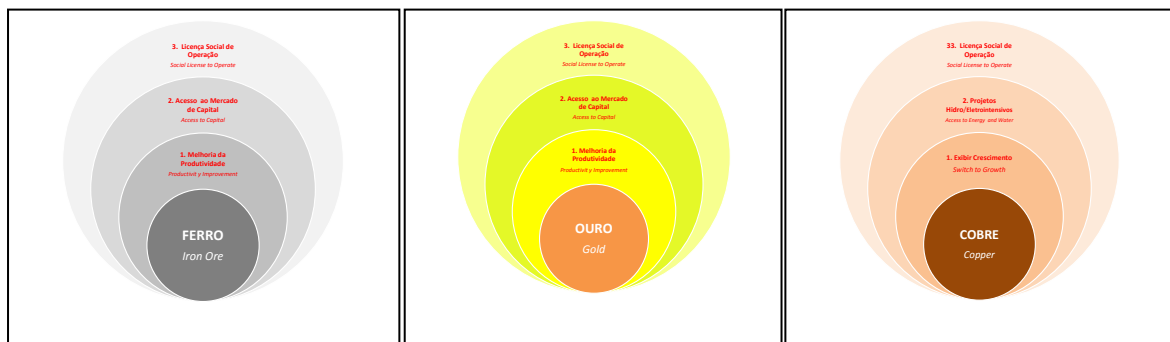 3. Licença Social de
Operação
Social License to Operate
2. Acesso ao Mercado
de Capital
Access to Capital
1. Melhoria da
Produtividade
Productivit y Improvement
FERRO
Iron Ore
3. Licença Social de
Operação
Social License to Operate
2. Acesso ao Mercado
de Capital
Access to Capital
1. Melhoria da
Produtividade
Productivit y Improvement
OURO
Gold
33. Licença Social de
Operação
Social License to Operate
2. Projetos
Hidro/Eletrointensivos
Access to Energy and Water
1. Exibir Crescimento
Switch to Growth
COBRE
Copper